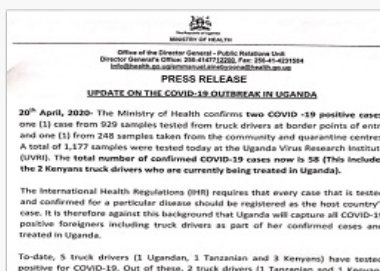 The Republic of Uganda
MINISTRY OF HEALTH
Office of the Director General - Public Relations Unit
Director General's Office: 256-4147712260, Fax: 256-41-4231584
PRESS RELEASE
UPDATE ON THE COVID-19 OUTBREAK IN UGANDA
20th April, 2020- The Ministry of Health confirms two COVID -19 positive cases
one (1) case from 929 samples tested from truck drivers at border points of ent
and one (1) from 248 samples taken from the community and quarantine centre
A total of 1,177 samples were tested today at the Uganda Virus Research Institut
(UVRI). The total number of confirmed COVID-19 cases now is 58 (This include
the 2 Kenyans truck drivers who are currently being treated in Uganda).
The International Health Regulations (IHR) requires that every case that is teste
and confirmed for a particular disease should be registered as the host country'
case. It is therefore against this background that Uganda will capture all COVID-1
positive foreigners including truck drivers as part of her confirmed cases an
treated in Uganda.
To-date, 5 truck drivers (1 Ugandan, 1 Tanzanian and 3 Kenyans) have teste
positive for COVID-19. Out of these, 2 truck drivers (1 Tanzanian and 1 Kenyan